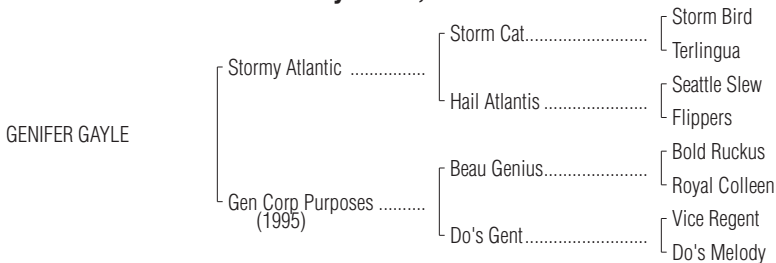 Storm Bird
Storm Cat..............................
Terlingua
Stormy Atlantic ................
Seattle Slew
Hail Atlantis .........................
Flippers
GENIFER GAYLE
Bold Ruckus
Beau Genius.........................
Royal Colleen
Gen Corp Purposes ..........
(1995)
Vice Regent
Do's Gent.............................
Do's Melody